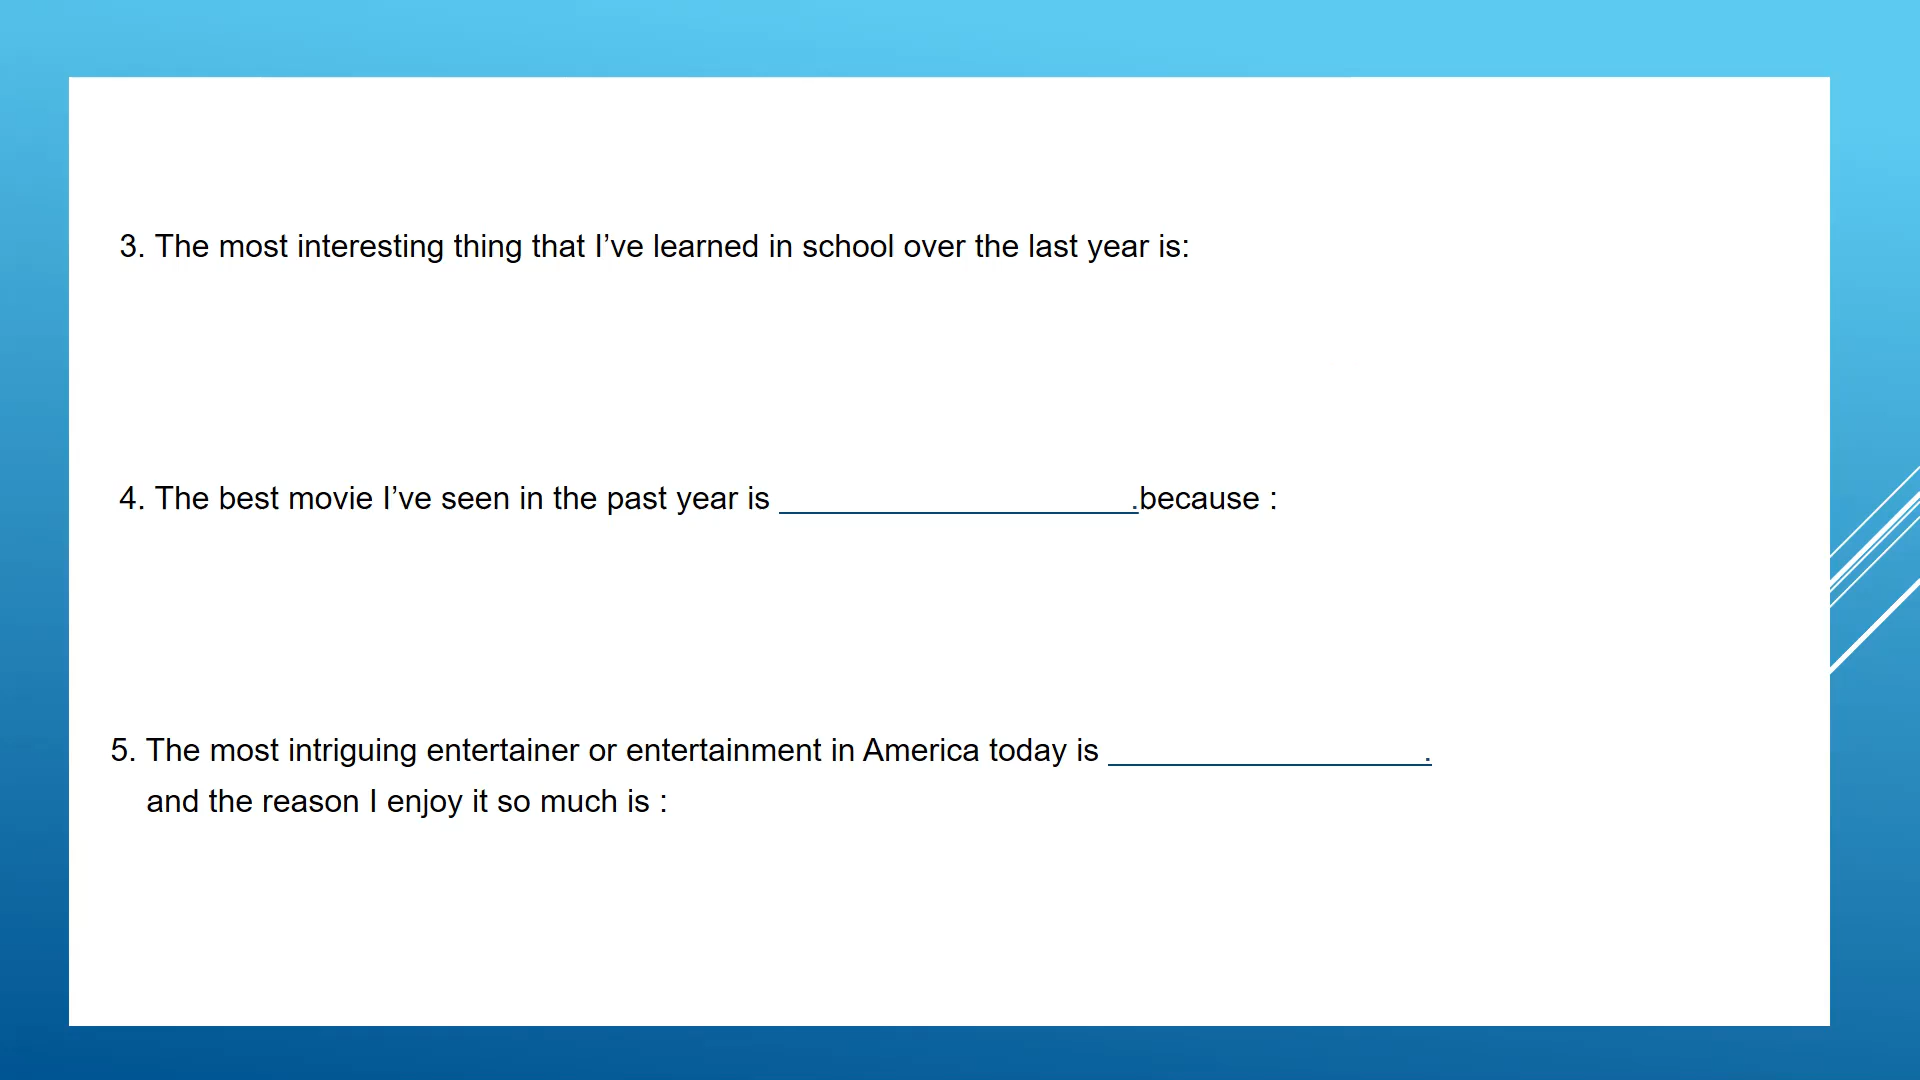 3. The most interesting thing that I’ve learned in school over the last year is:
4. The best movie I’ve seen in the past year is ____________________.because :
5. The most intriguing entertainer or entertainment in America today is __________________.
and the reason I enjoy it so much is :